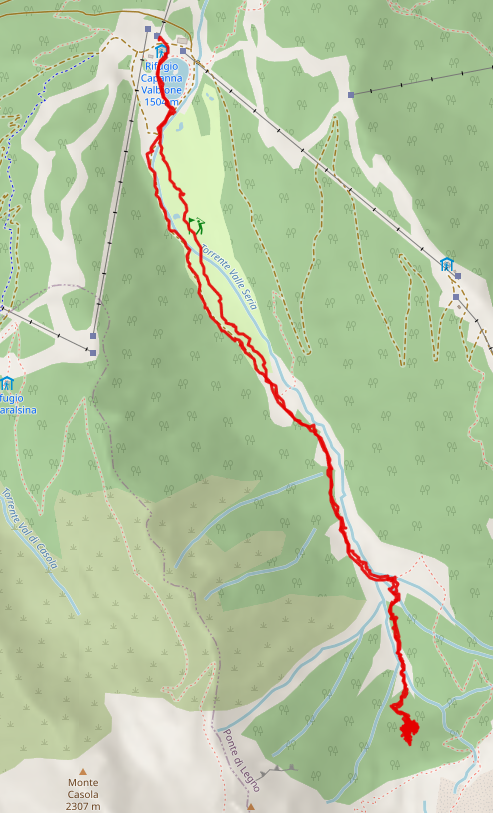 Rifugio
Capanna
Valbione
1504 m
Torrente Valle Seria
fugio
aralsina
Torrente Val di Casola
Ponte di Legno
Monte
Casola
2307 m